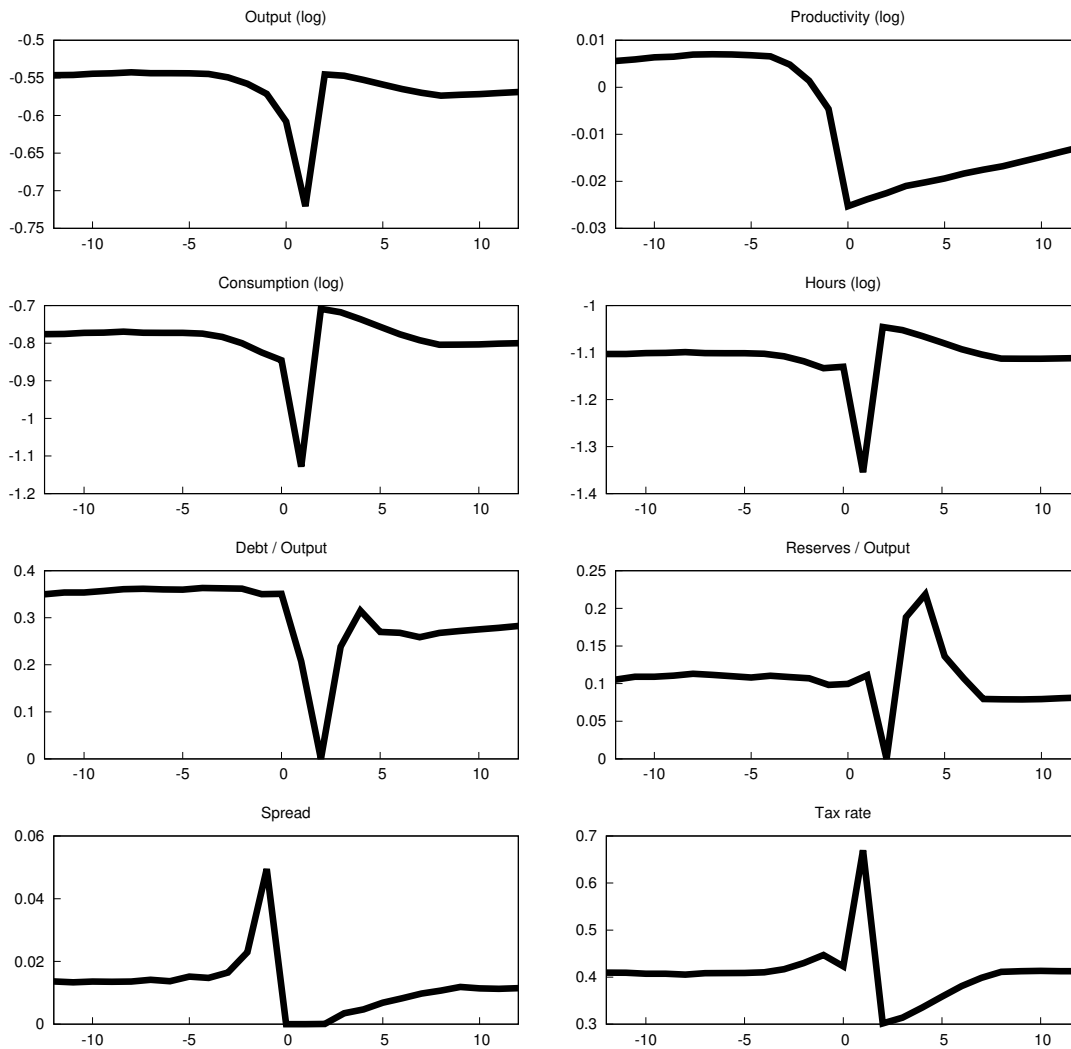 Output (log)
-0.5
-0.55
-0.6
-0.65
-0.7
-0.75
-10 -5 0 5 10
Productivity (log)
0.01
0
-0.01
-0.02
-0.03
-10 -5 0 5 10
Consumption (log)
-0.7
-0.8
-0.9
-1
-1.1
-1.2
-10 -5 0 5 10
Hours (log)
-1
-1.1
-1.2
-1.3
-1.4
-10 -5 0 5 10
Debt / Output
0.4
0.3
0.2
0.1
0
-10 -5 0 5 10
Reserves / Output
0.25
0.2
0.15
0.1
0.05
0
-10 -5 0 5 10
Spread
0.06
0.04
0.02
0
-10 -5 0 5 10
Tax rate
0.7
0.6
0.5
0.4
0.3
-10 -5 0 5 10